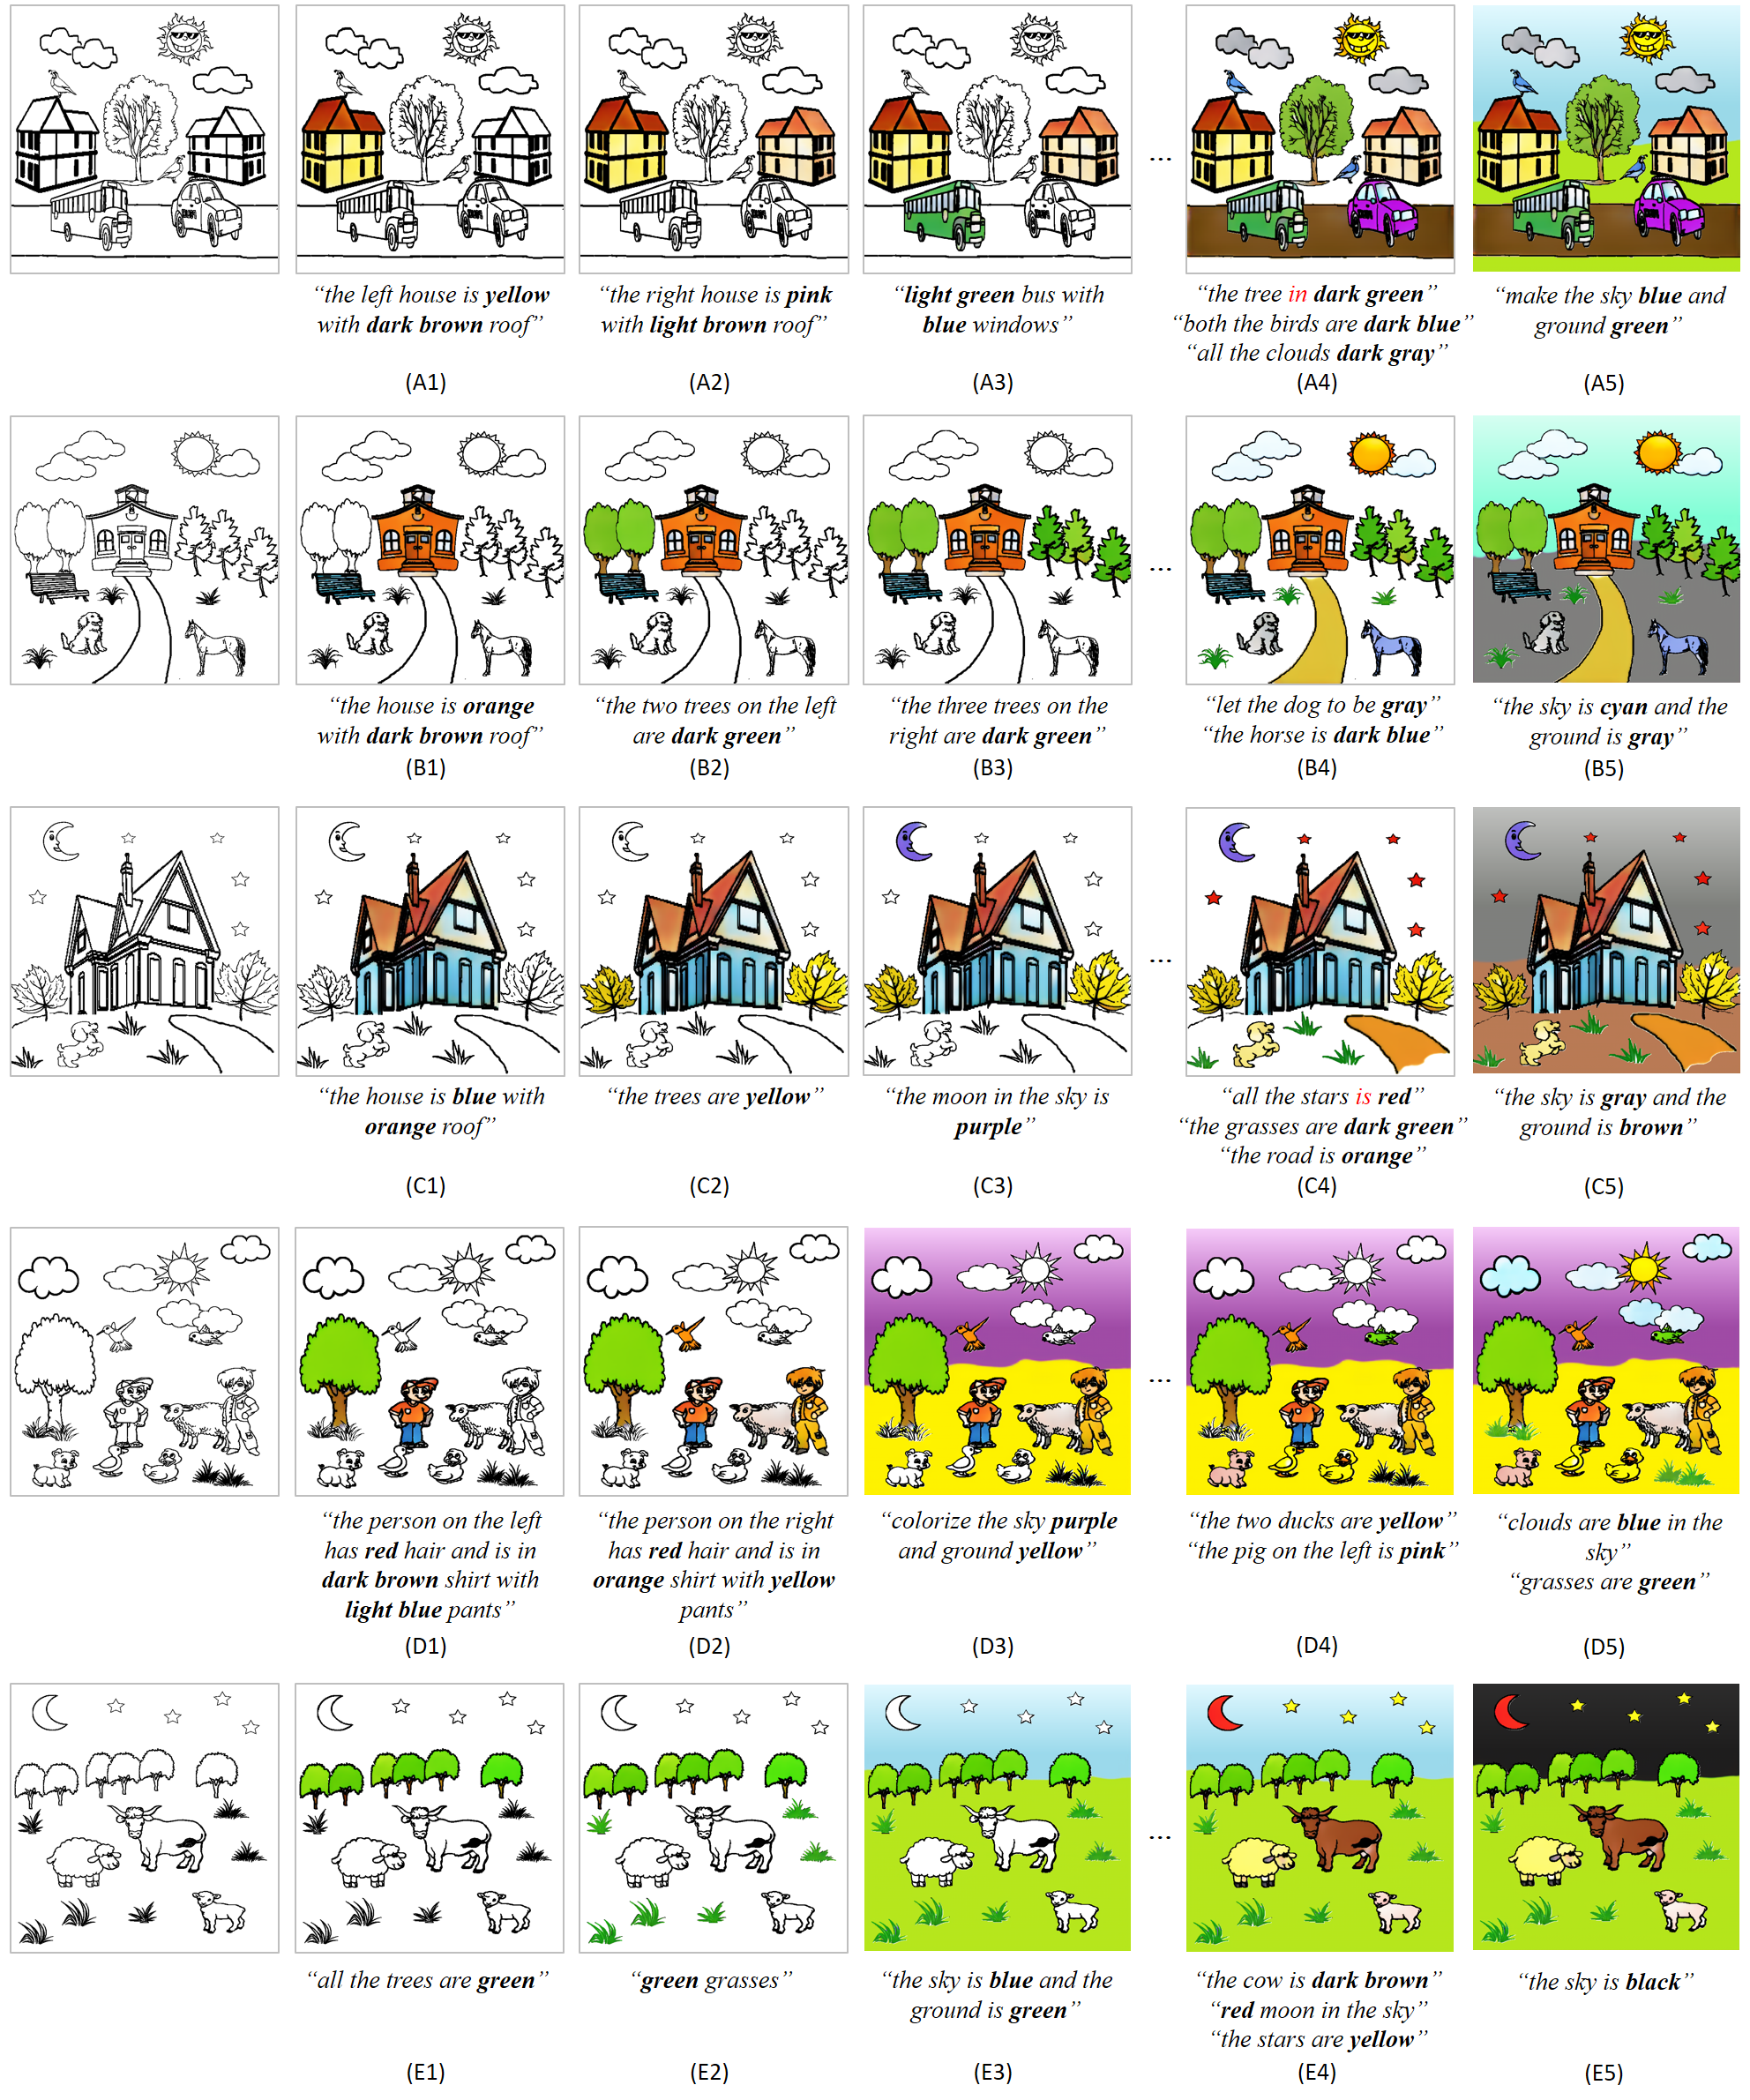 “the left house is yellow
with dark brown roof”
(A1)
“the right house is pink
with light brown roof”
(A2)
“light green bus with
blue windows”
(A3)
...
“the tree in dark green”
“both the birds are dark blue”
“all the clouds dark gray”
(A4)
“make the sky blue and
ground green”
(A5)
“the house is orange
with dark brown roof”
(B1)
“the two trees on the left
are dark green”
(B2)
“the three trees on the
right are dark green”
(B3)
...
“let the dog to be gray”
“the horse is dark blue”
(B4)
“the sky is cyan and the
ground is gray”
(B5)
“the house is blue with
orange roof”
(C1)
“the trees are yellow”
(C2)
“the moon in the sky is
purple”
(C3)
...
“all the stars is red”
“the grasses are dark green”
“the road is orange”
(C4)
“the sky is gray and the
ground is brown”
(C5)
“the person on the left
has red hair and is in
dark brown shirt with
light blue pants”
(D1)
“the person on the right
has red hair and is in
orange shirt with yellow
pants”
(D2)
“colorize the sky purple
and ground yellow”
(D3)
...
“the two ducks are yellow”
“the pig on the left is pink”
(D4)
“clouds are blue in the
sky”
“grasses are green”
(D5)
“all the trees are green”
(E1)
“green grasses”
(E2)
“the sky is blue and the
ground is green”
(E3)
...
“the cow is dark brown”
“red moon in the sky”
“the stars are yellow”
(E4)
“the sky is black”
(E5)